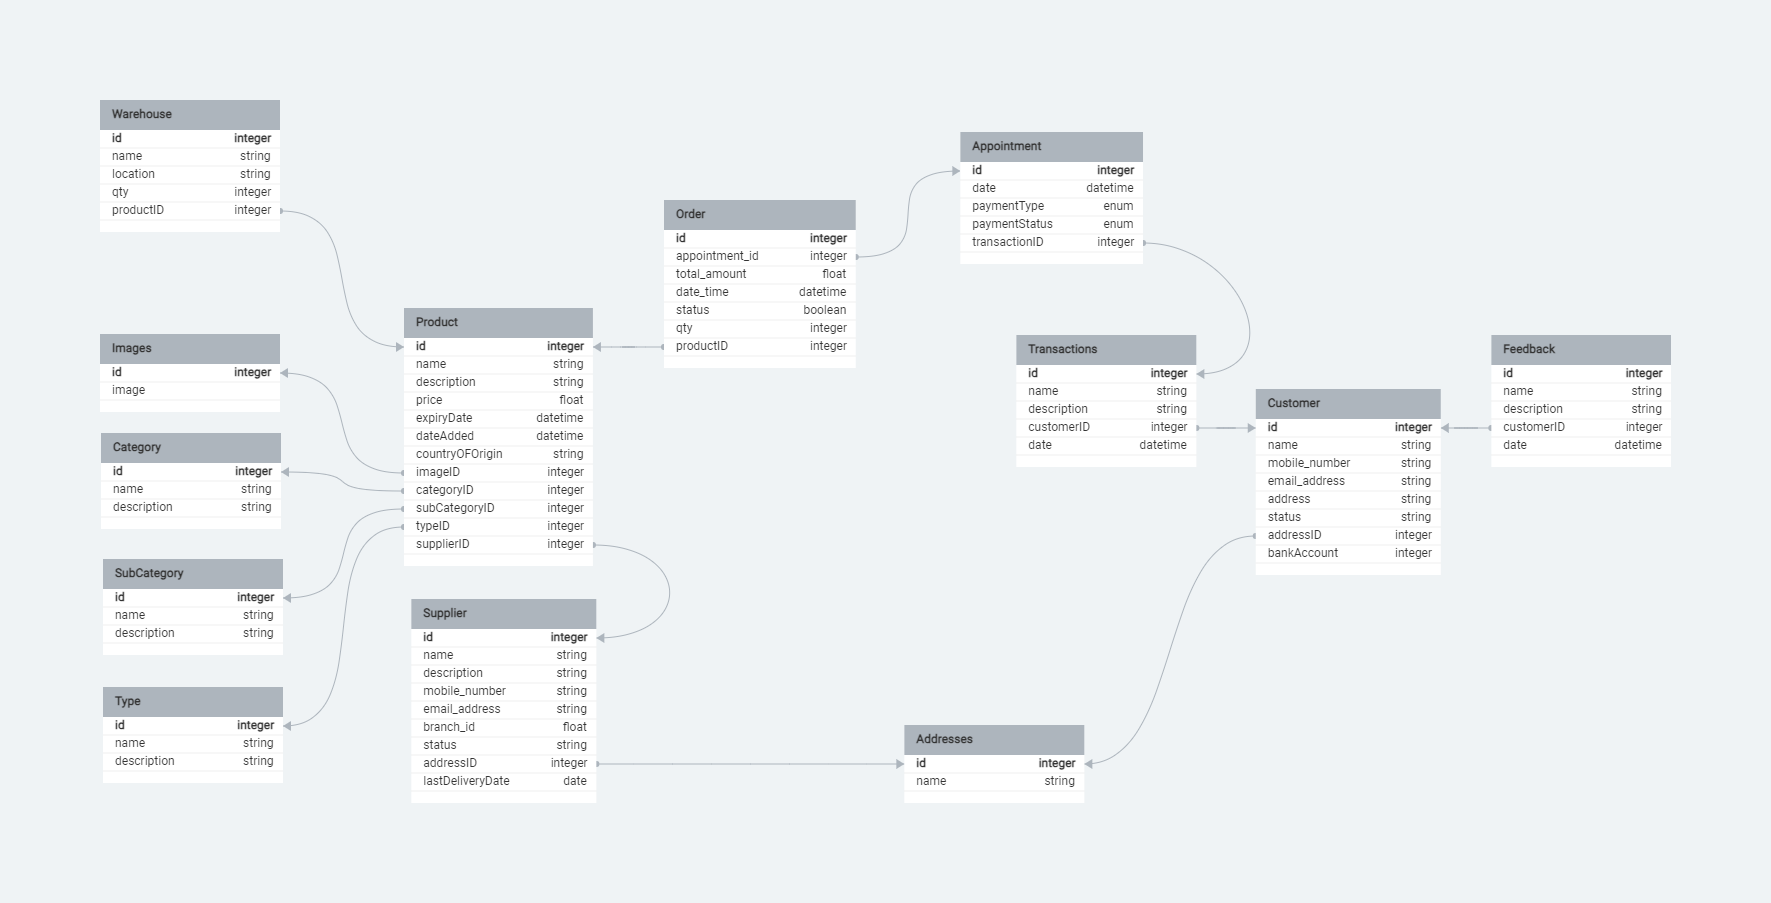 Warehouse
id integer
name string
location string
qty integer
productID integer
Images
id integer
image
Category
id integer
name string
description string
SubCategory
id integer
name string
description string
Type
id integer
name string
description string
Product
id integer
name string
description string
price float
expiryDate datetime
dateAdded datetime
countryOFOrigin string
imageID integer
categoryID integer
subCategoryID integer
typeID integer
supplierID integer
Supplier
id integer
name string
description string
mobile_number string
email_address string
branch_id float
status string
addressID integer
lastDeliveryDate date
Order
id integer
appointment_id integer
total_amount float
date_time datetime
status boolean
qty integer
productID integer
Appointment
id integer
date datetime
paymentType enum
paymentStatus enum
transactionID integer
Transactions
id integer
name string
description string
customerID integer
date datetime
Addresses
id integer
name string
Customer
id integer
name string
mobile_number string
email_address string
address string
status string
addressID integer
bankAccount integer
Feedback
id integer
name string
description string
customerID integer
date datetime